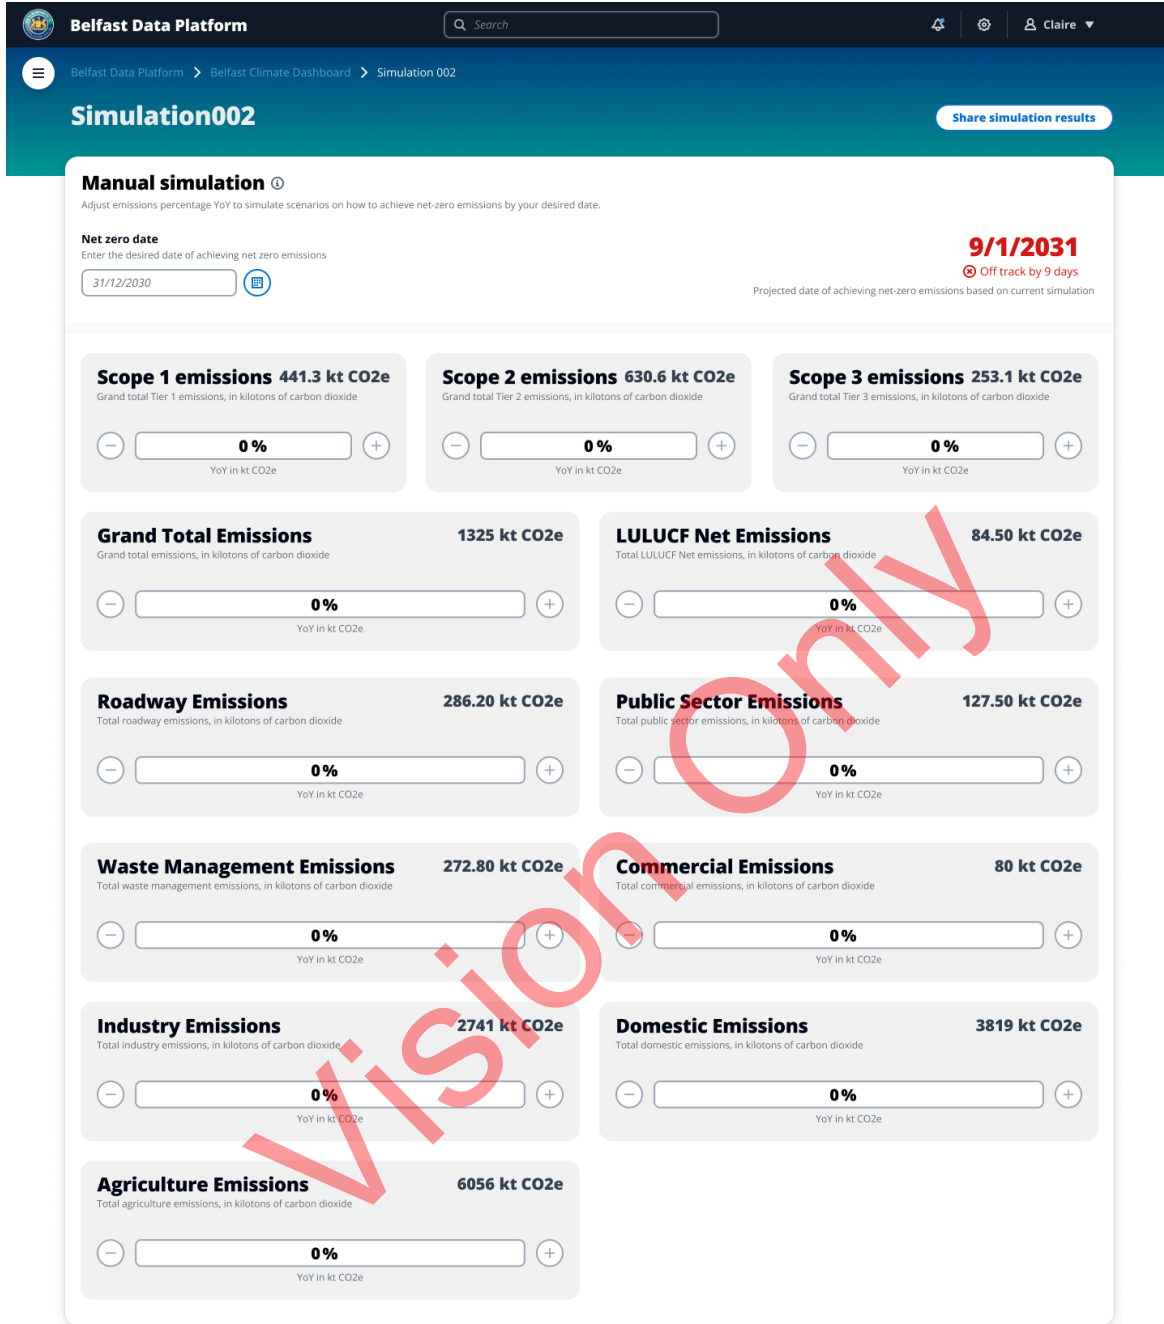 Belfast Data Platform
Search
Claire
Belfast Data Platform > Belfast Climate Dashboard > Simulation 002
Simulation002
Share simulation results
Manual simulation
Adjust emissions percentage YoY to simulate scenarios on how to achieve net-zero emissions by your desired date.
Net zero date
Enter the desired date of achieving net zero emissions
31/12/2030
9/1/2031
Off track by 9 days
Projected date of achieving net-zero emissions based on current simulation
Scope 1 emissions 441.3 kt CO2e
Grand total Tier 1 emissions, in kilotons of carbon dioxide
0 %
YoY in kt CO2e
Scope 2 emissions 630.6 kt CO2e
Grand total Tier 2 emissions, in kilotons of carbon dioxide
0 %
YoY in kt CO2e
Scope 3 emissions 253.1 kt CO2e
Grand total Tier 3 emissions, in kilotons of carbon dioxide
0 %
YoY in kt CO2e
Grand Total Emissions 1325 kt CO2e
Grand total emissions, in kilotons of carbon dioxide
0 %
YoY in kt CO2e
LULUCF Net Emissions 84.50 kt CO2e
Total LULUCF Net emissions, in kilotons of carbon dioxide
0 %
YoY in kt CO2e
Roadway Emissions 286.20 kt CO2e
Total roadway emissions, in kilotons of carbon dioxide
0 %
YoY in kt CO2e
Public Sector Emissions 127.50 kt CO2e
Total public sector emissions, in kilotons of carbon dioxide
0 %
YoY in kt CO2e
Waste Management Emissions 272.80 kt CO2e
Total waste management emissions, in kilotons of carbon dioxide
0 %
YoY in kt CO2e
Commercial Emissions 80 kt CO2e
Total commercial emissions, in kilotons of carbon dioxide
0 %
YoY in kt CO2e
Industry Emissions 2741 kt CO2e
Total industry emissions, in kilotons of carbon dioxide
0 %
YoY in kt CO2e
Domestic Emissions 3819 kt CO2e
Total domestic emissions, in kilotons of carbon dioxide
0 %
YoY in kt CO2e
Agriculture Emissions 6056 kt CO2e
Total agriculture emissions, in kilotons of carbon dioxide
0 %
YoY in kt CO2e
Vision Only